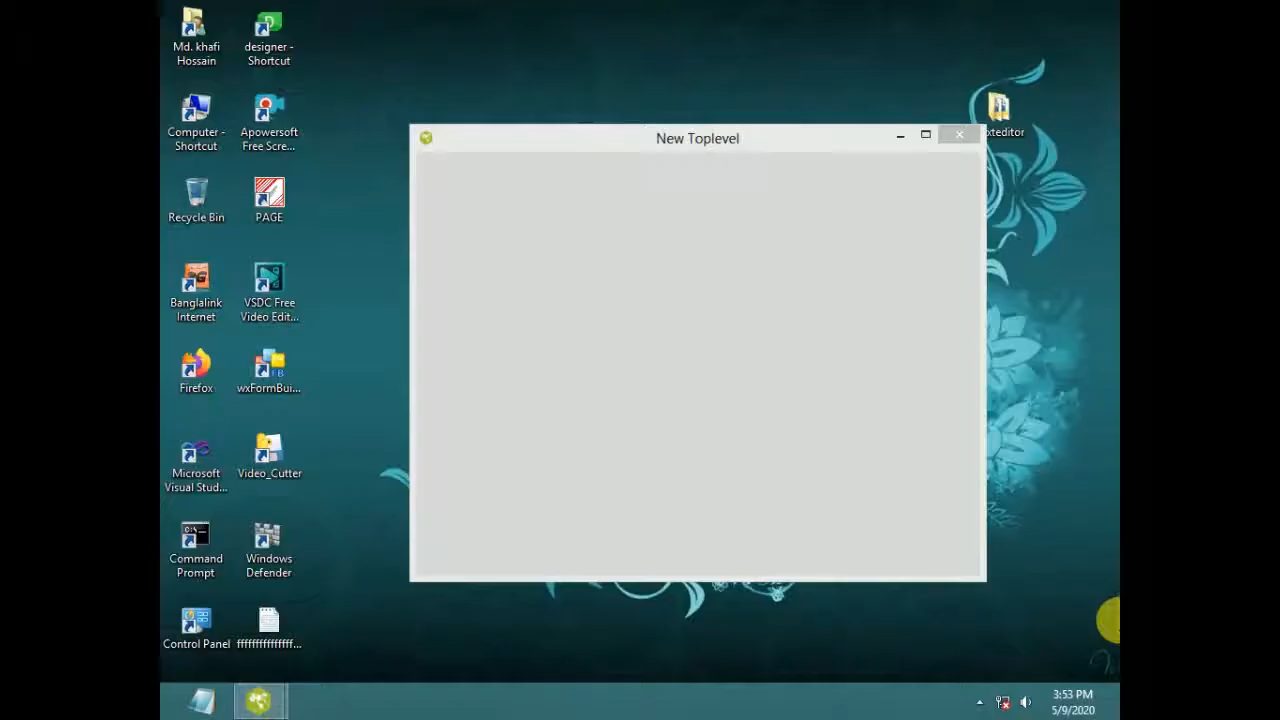 Md. khafi
Hossain
designer -
Shortcut
Computer -
Shortcut
Apowersoft
Free Scre...
Recycle Bin
PAGE
Banglalink
Internet
VSDC Free
Video Edit...
Firefox
wxFormBui...
Microsoft
Visual Stud...
Video_Cutter
Command
Prompt
Windows
Defender
Control Panel
ffffffffffffffff...
New Toplevel
xteditor
3:53 PM
5/9/2020